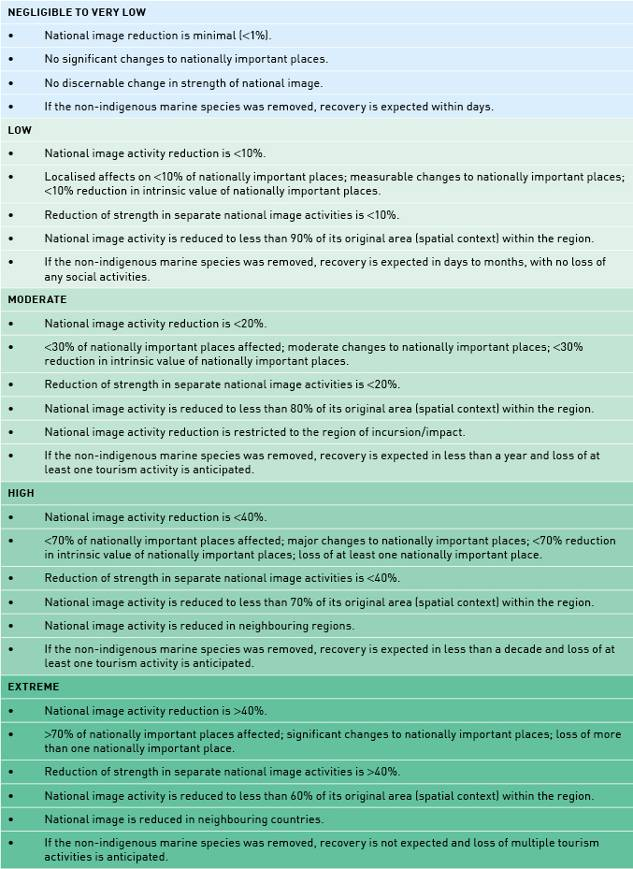 NEGLIGIBLE TO VERY LOW
• National image reduction is minimal (<1%).
• No significant changes to nationally important places.
• No discernable change in strength of national image.
• If the non-indigenous marine species was removed, recovery is expected within days.
LOW
• National image activity reduction is <10%.
• Localised affects on <10% of nationally important places; measurable changes to nationally important places;
<10% reduction in intrinsic value of nationally important places.
• Reduction of strength in separate national image activities is <10%.
• National image activity is reduced to less than 90% of its original area (spatial context) within the region.
• If the non-indigenous marine species was removed, recovery is expected in days to months, with no loss of
any social activities.
MODERATE
• National image activity reduction is <20%.
• <30% of nationally important places affected; moderate changes to nationally important places; <30%
reduction in intrinsic value of nationally important places.
• Reduction of strength in separate national image activities is <20%.
• National image activity is reduced to less than 80% of its original area (spatial context) within the region.
• National image activity reduction is restricted to the region of incursion/impact.
• If the non-indigenous marine species was removed, recovery is expected in less than a year and loss of at
least one tourism activity is anticipated.
HIGH
• National image activity reduction is <40%.
• <70% of nationally important places affected; major changes to nationally important places; <70% reduction
in intrinsic value of nationally important places; loss of at least one nationally important place.
• Reduction of strength in separate national image activities is <40%.
• National image activity is reduced to less than 70% of its original area (spatial context) within the region.
• National image activity is reduced in neighbouring regions.
• If the non-indigenous marine species was removed, recovery is expected in less than a decade and loss of at
least one tourism activity is anticipated.
EXTREME
• National image activity reduction is >40%.
• >70% of nationally important places affected; significant changes to nationally important places; loss of more
than one nationally important place.
• Reduction of strength in separate national image activities is >40%.
• National image activity is reduced to less than 60% of its original area (spatial context) within the region.
• National image is reduced in neighbouring countries.
• If the non-indigenous marine species was removed, recovery is not expected and loss of multiple tourism
activities is anticipated.